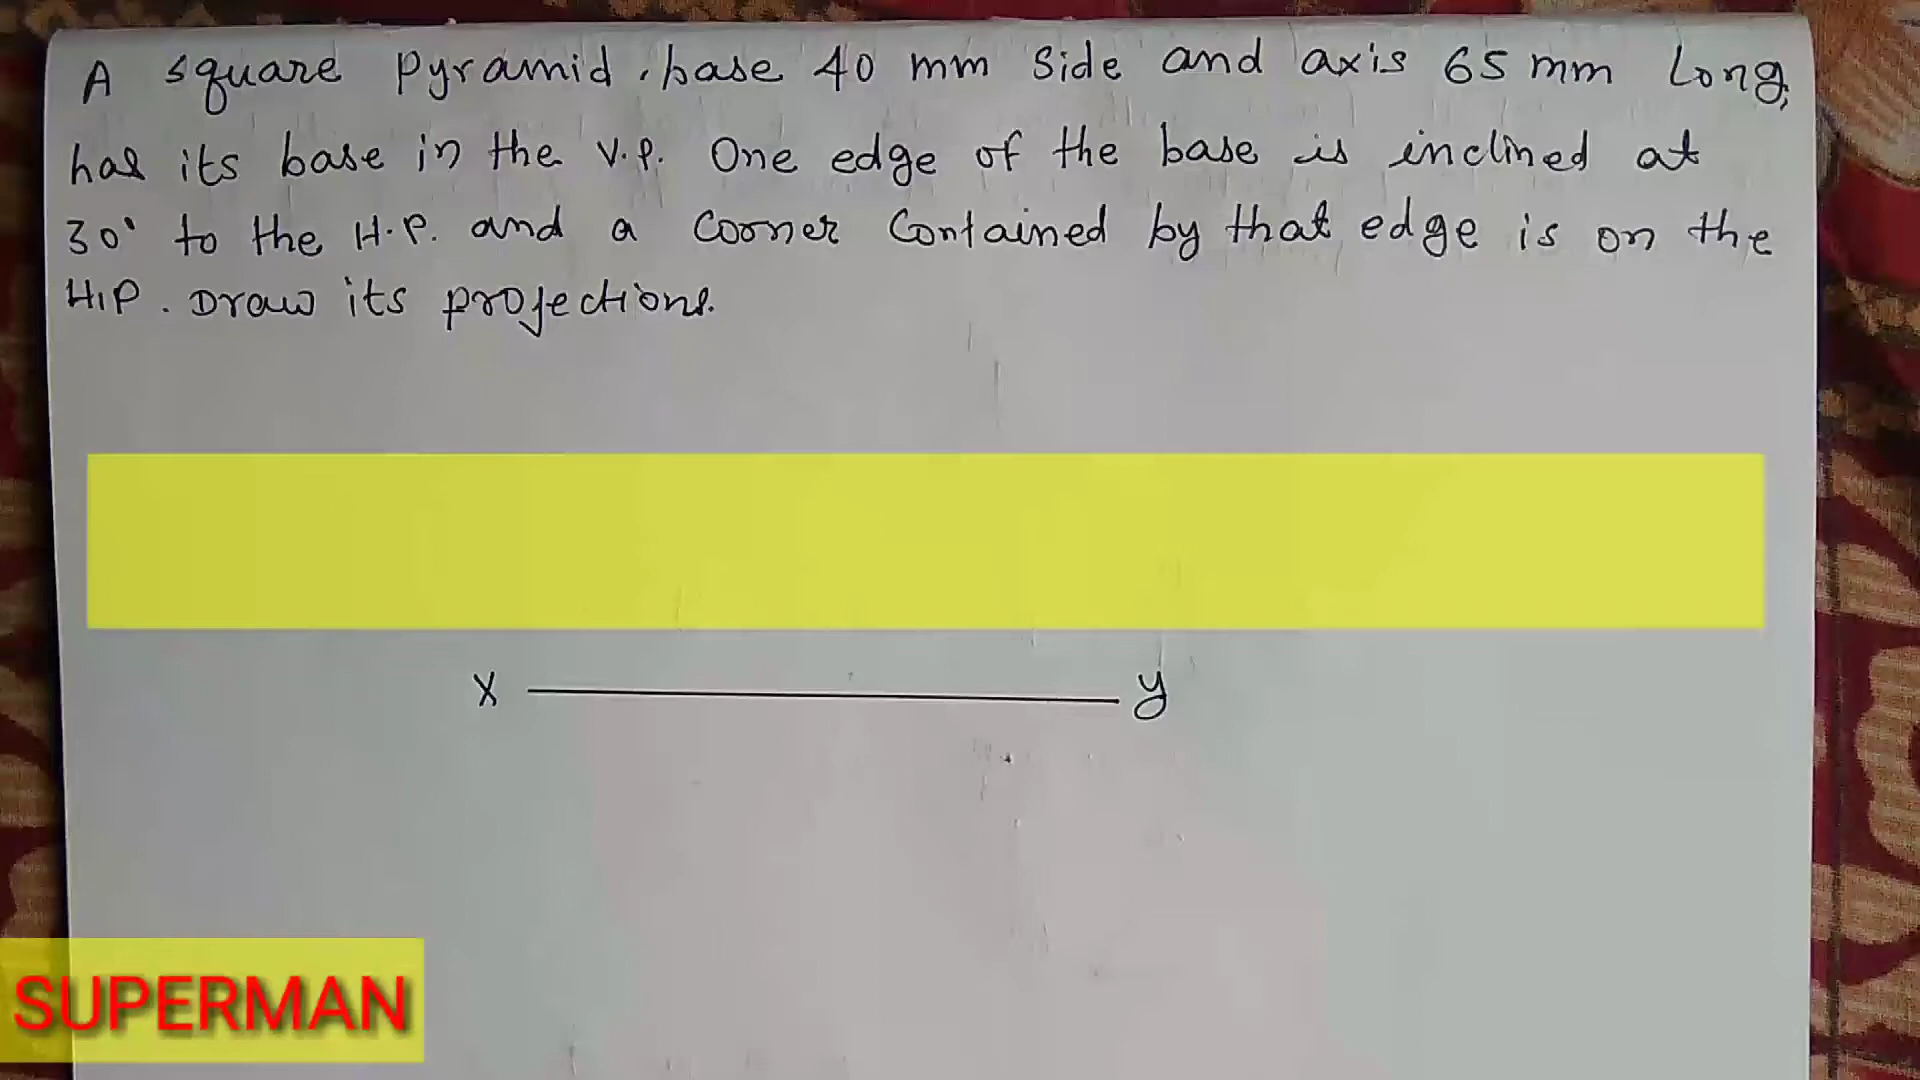 A square pyramid, base 40 mm side and axis 65 mm long,
has its base in the V.P. One edge of the base is inclined at
30° to the H.P. and a corner contained by that edge is on the
H.P. Draw its projections.
X y
SUPERMAN